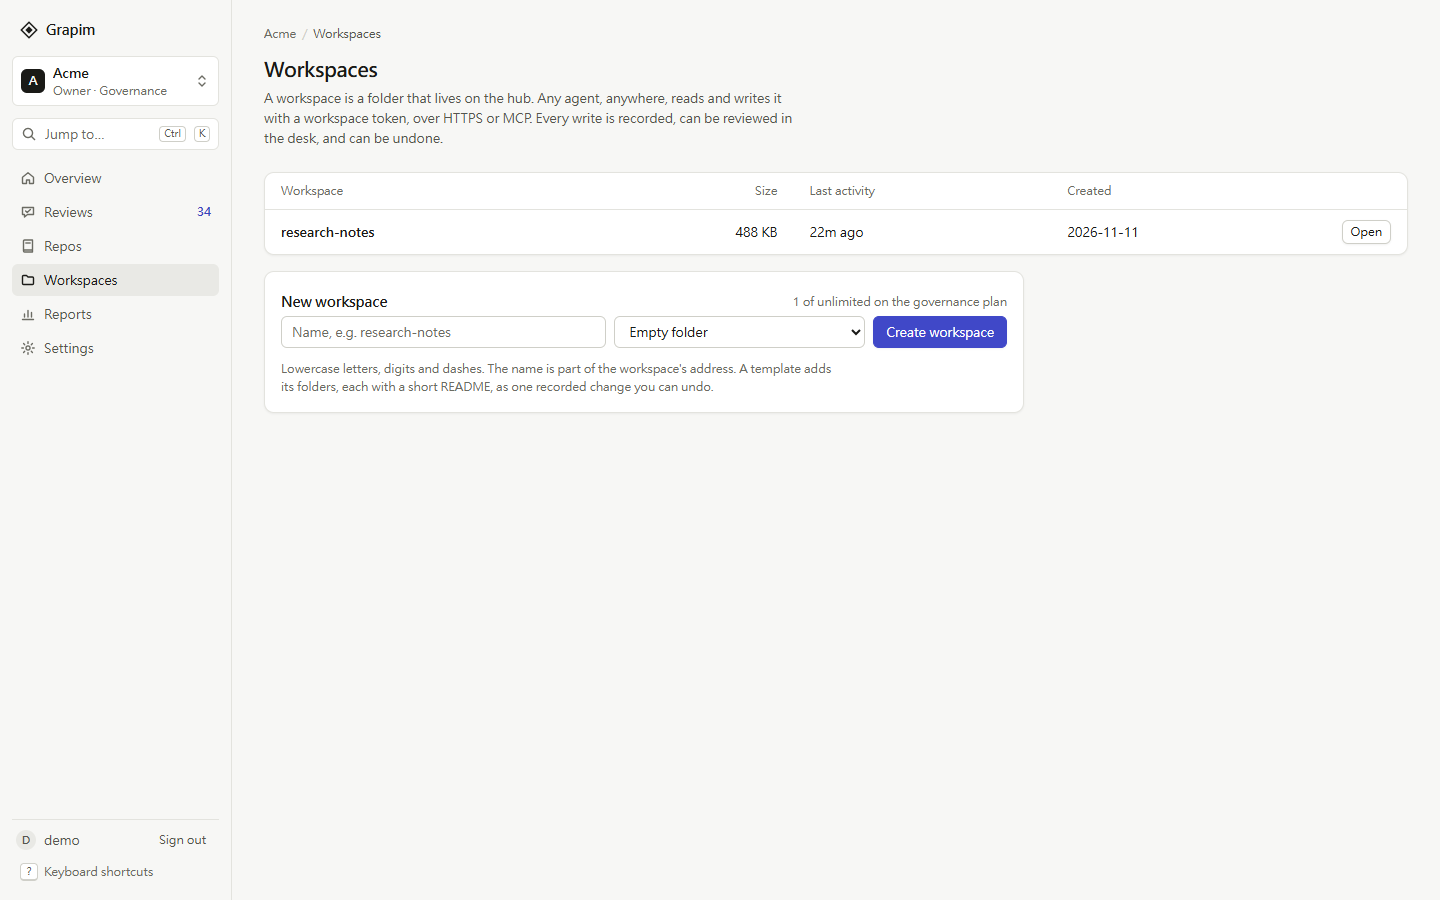 Grapim
A
Acme
Owner · Governance
Jump to...
Ctrl
K
Overview
Reviews
34
Repos
Workspaces
Reports
Settings
D
demo
Sign out
?
Keyboard shortcuts
Acme / Workspaces
Workspaces
A workspace is a folder that lives on the hub. Any agent, anywhere, reads and writes it
with a workspace token, over HTTPS or MCP. Every write is recorded, can be reviewed in
the desk, and can be undone.
Workspace
Size
Last activity
Created
research-notes
488 KB
22m ago
2026-11-11
Open
New workspace
1 of unlimited on the governance plan
Name, e.g. research-notes
Empty folder
Create workspace
Lowercase letters, digits and dashes. The name is part of the workspace's address. A template adds
its folders, each with a short README, as one recorded change you can undo.